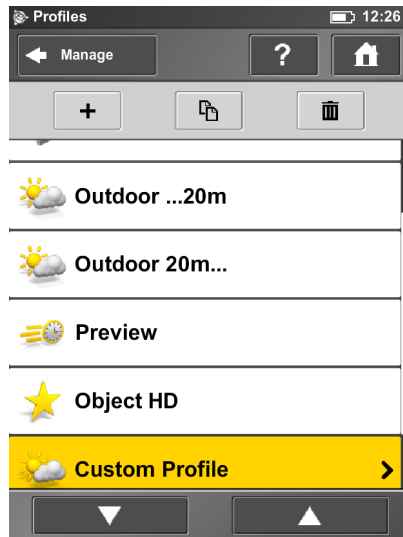 Profiles 12:26
Manage ?
+
Outdoor ...20m
Outdoor 20m...
Preview
Object HD
Custom Profile